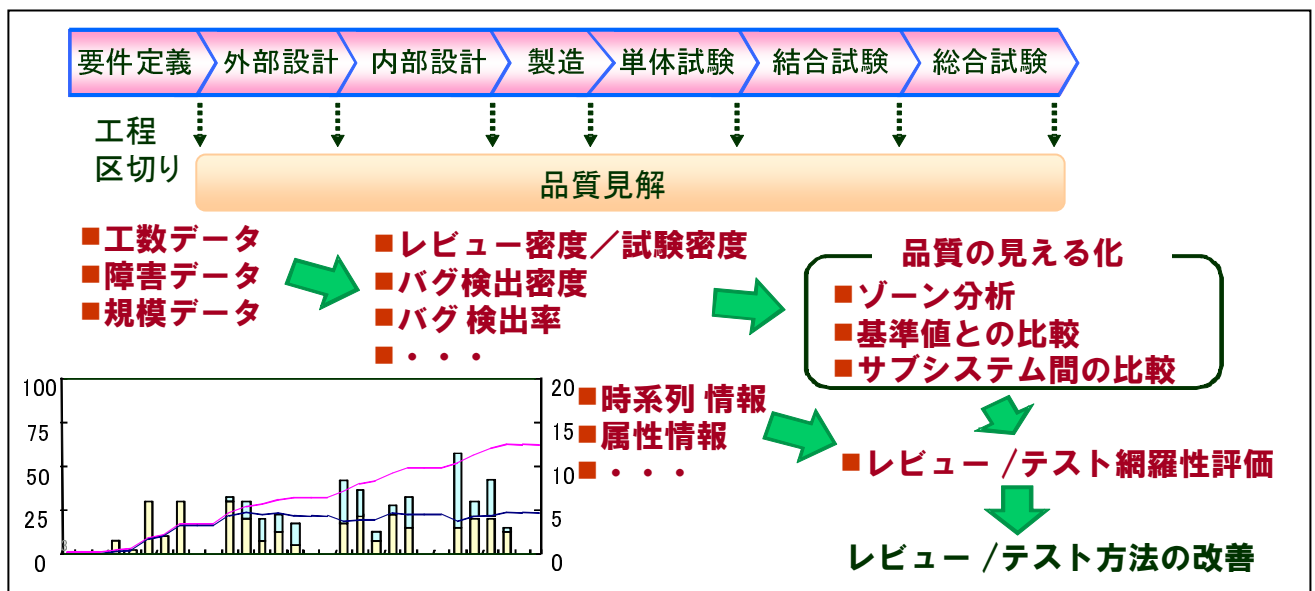 要件定義 外部設計 内部設計 製造 単体試験 結合試験 総合試験
工程
区切り
品質見解
■工数データ
■障害データ
■規模データ
■レビュー密度／試験密度
■バグ検出密度
■バグ検出率
■・・・
品質の見える化
■ゾーン分析
■基準値との比較
■サブシステム間の比較
100
75
50
25
0
20
15
10
5
0
■時系列情報
■属性情報
■・・・
■レビュー/テスト網羅性評価
レビュー/テスト方法の改善